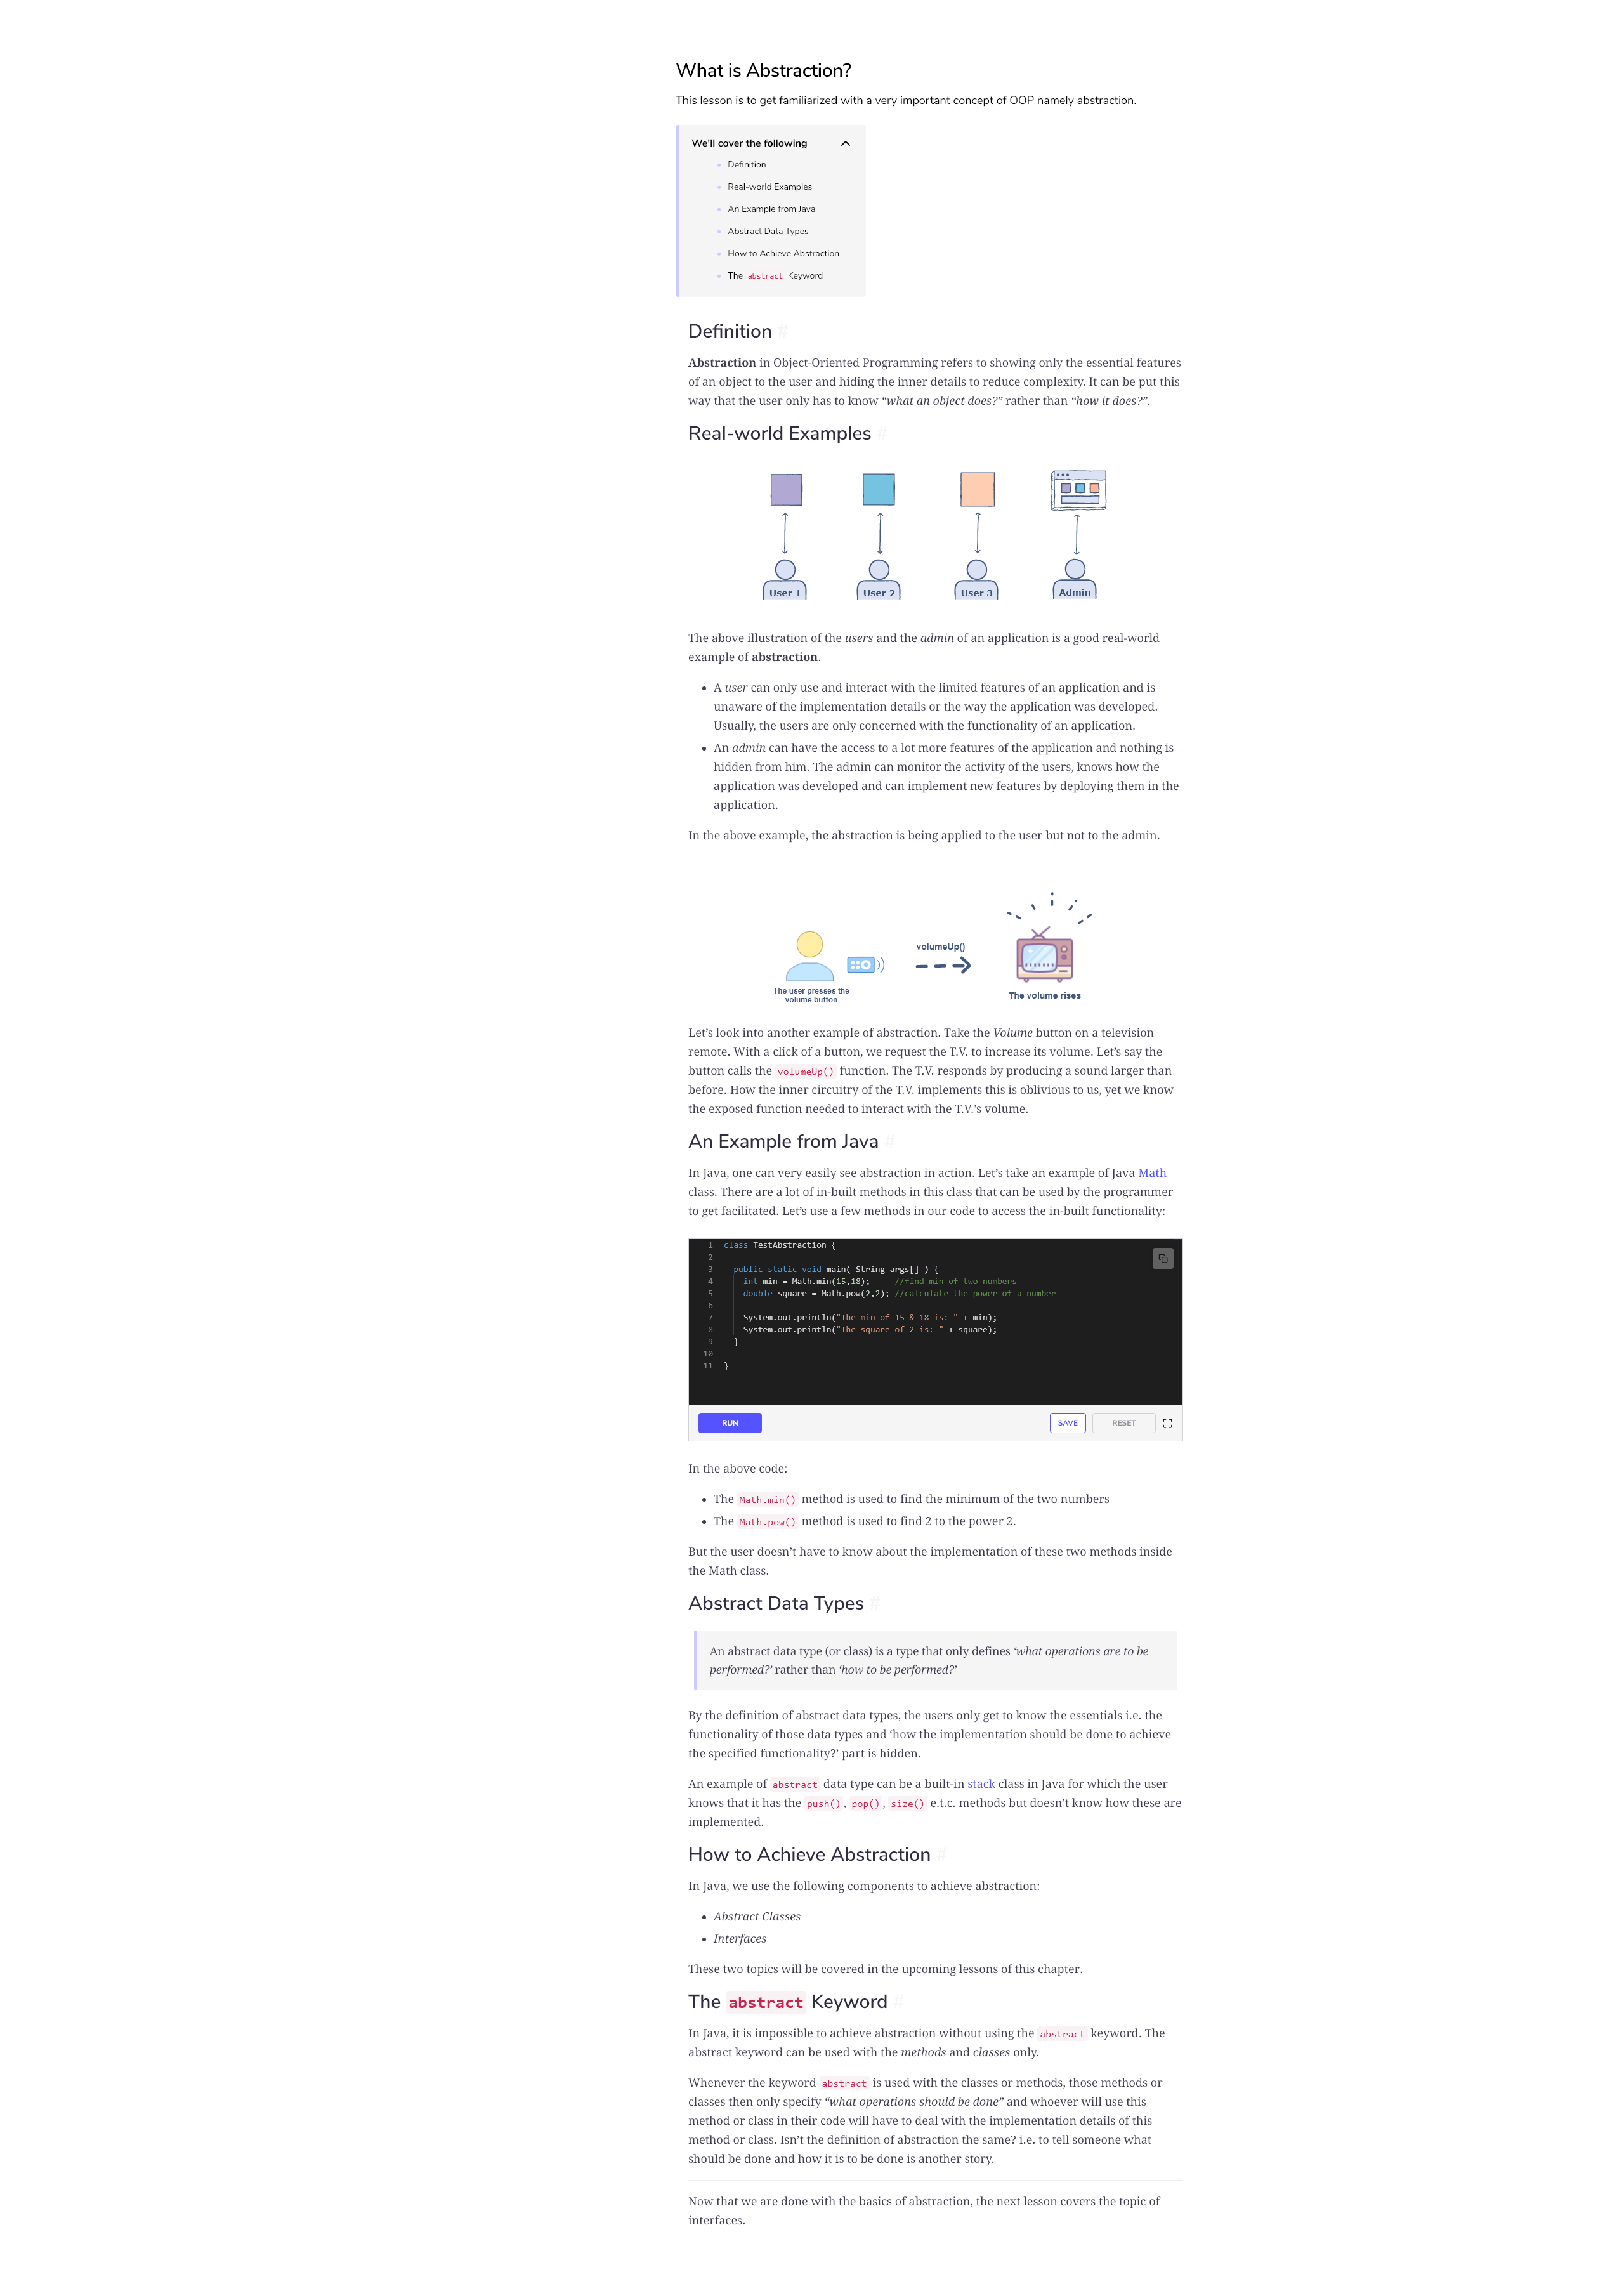 What is Abstraction?
This lesson is to get familiarized with a very important concept of OOP namely abstraction.
We'll cover the following
Definition
Real-world Examples
An Example from Java
Abstract Data Types
How to Achieve Abstraction
The abstract Keyword
Definition #
Abstraction in Object-Oriented Programming refers to showing only the essential features
of an object to the user and hiding the inner details to reduce complexity. It can be put this
way that the user only has to know “what an object does?” rather than “how it does?”.
Real-world Examples #
User 1 User 2 User 3 Admin
The above illustration of the users and the admin of an application is a good real-world
example of abstraction.
• A user can only use and interact with the limited features of an application and is
unaware of the implementation details or the way the application was developed.
Usually, the users are only concerned with the functionality of an application.
• An admin can have the access to a lot more features of the application and nothing is
hidden from him. The admin can monitor the activity of the users, knows how the
application was developed and can implement new features by deploying them in the
application.
In the above example, the abstraction is being applied to the user but not to the admin.
volumeUp()
The user presses the
volume button
The volume rises
Let’s look into another example of abstraction. Take the Volume button on a television
remote. With a click of a button, we request the T.V. to increase its volume. Let’s say the
button calls the volumeUp() function. The T.V. responds by producing a sound larger than
before. How the inner circuitry of the T.V. implements this is oblivious to us, yet we know
the exposed function needed to interact with the T.V.'s volume.
An Example from Java #
In Java, one can very easily see abstraction in action. Let’s take an example of Java Math
class. There are a lot of in-built methods in this class that can be used by the programmer
to get facilitated. Let’s use a few methods in our code to access the in-built functionality:
1 class TestAbstraction {
2
3 public static void main( String args[] ) {
4 int min = Math.min(15,18); //find min of two numbers
5 double square = Math.pow(2,2); //calculate the power of a number
6
7 System.out.println("The min of 15 & 18 is: " + min);
8 System.out.println("The square of 2 is: " + square);
9 }
10
11 }
RUN SAVE RESET
In the above code:
• The Math.min() method is used to find the minimum of the two numbers
• The Math.pow() method is used to find 2 to the power 2.
But the user doesn’t have to know about the implementation of these two methods inside
the Math class.
Abstract Data Types #
An abstract data type (or class) is a type that only defines ‘what operations are to be
performed?’ rather than ‘how to be performed?’
By the definition of abstract data types, the users only get to know the essentials i.e. the
functionality of those data types and ‘how the implementation should be done to achieve
the specified functionality?’ part is hidden.
An example of abstract data type can be a built-in stack class in Java for which the user
knows that it has the push(), pop(), size() e.t.c. methods but doesn’t know how these are
implemented.
How to Achieve Abstraction #
In Java, we use the following components to achieve abstraction:
• Abstract Classes
• Interfaces
These two topics will be covered in the upcoming lessons of this chapter.
The abstract Keyword #
In Java, it is impossible to achieve abstraction without using the abstract keyword. The
abstract keyword can be used with the methods and classes only.
Whenever the keyword abstract is used with the classes or methods, those methods or
classes then only specify “what operations should be done” and whoever will use this
method or class in their code will have to deal with the implementation details of this
method or class. Isn’t the definition of abstraction the same? i.e. to tell someone what
should be done and how it is to be done is another story.
Now that we are done with the basics of abstraction, the next lesson covers the topic of
interfaces.